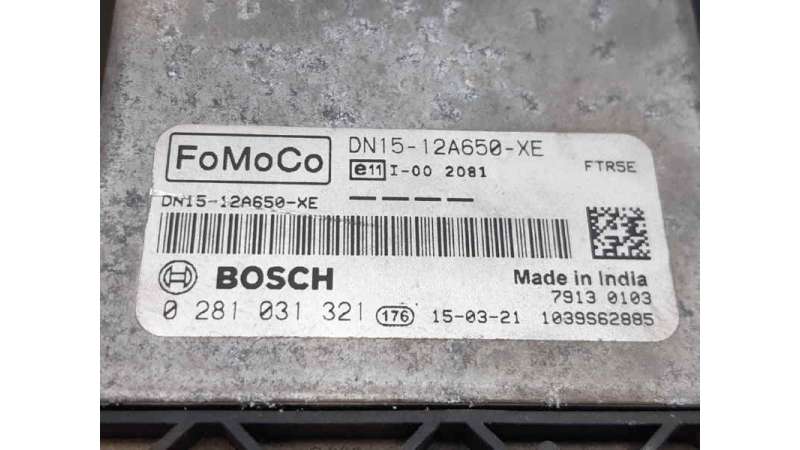 FoMoCo
DN15-12A650-XE
e11 I-00 2081
FTR5E
DN15-12A650-XE
BOSCH
Made in India
7913 0103
0 281 031 321 176 15-03-21 1039S62885